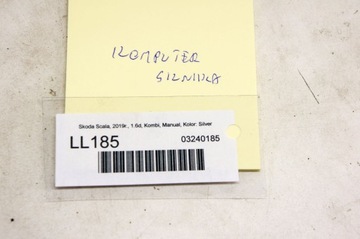 KOMPUTER
SILNIKA
Skoda Scala, 2019r., 1.6d, Kombi, Manual, Kolor: Silver
LL185
03240185